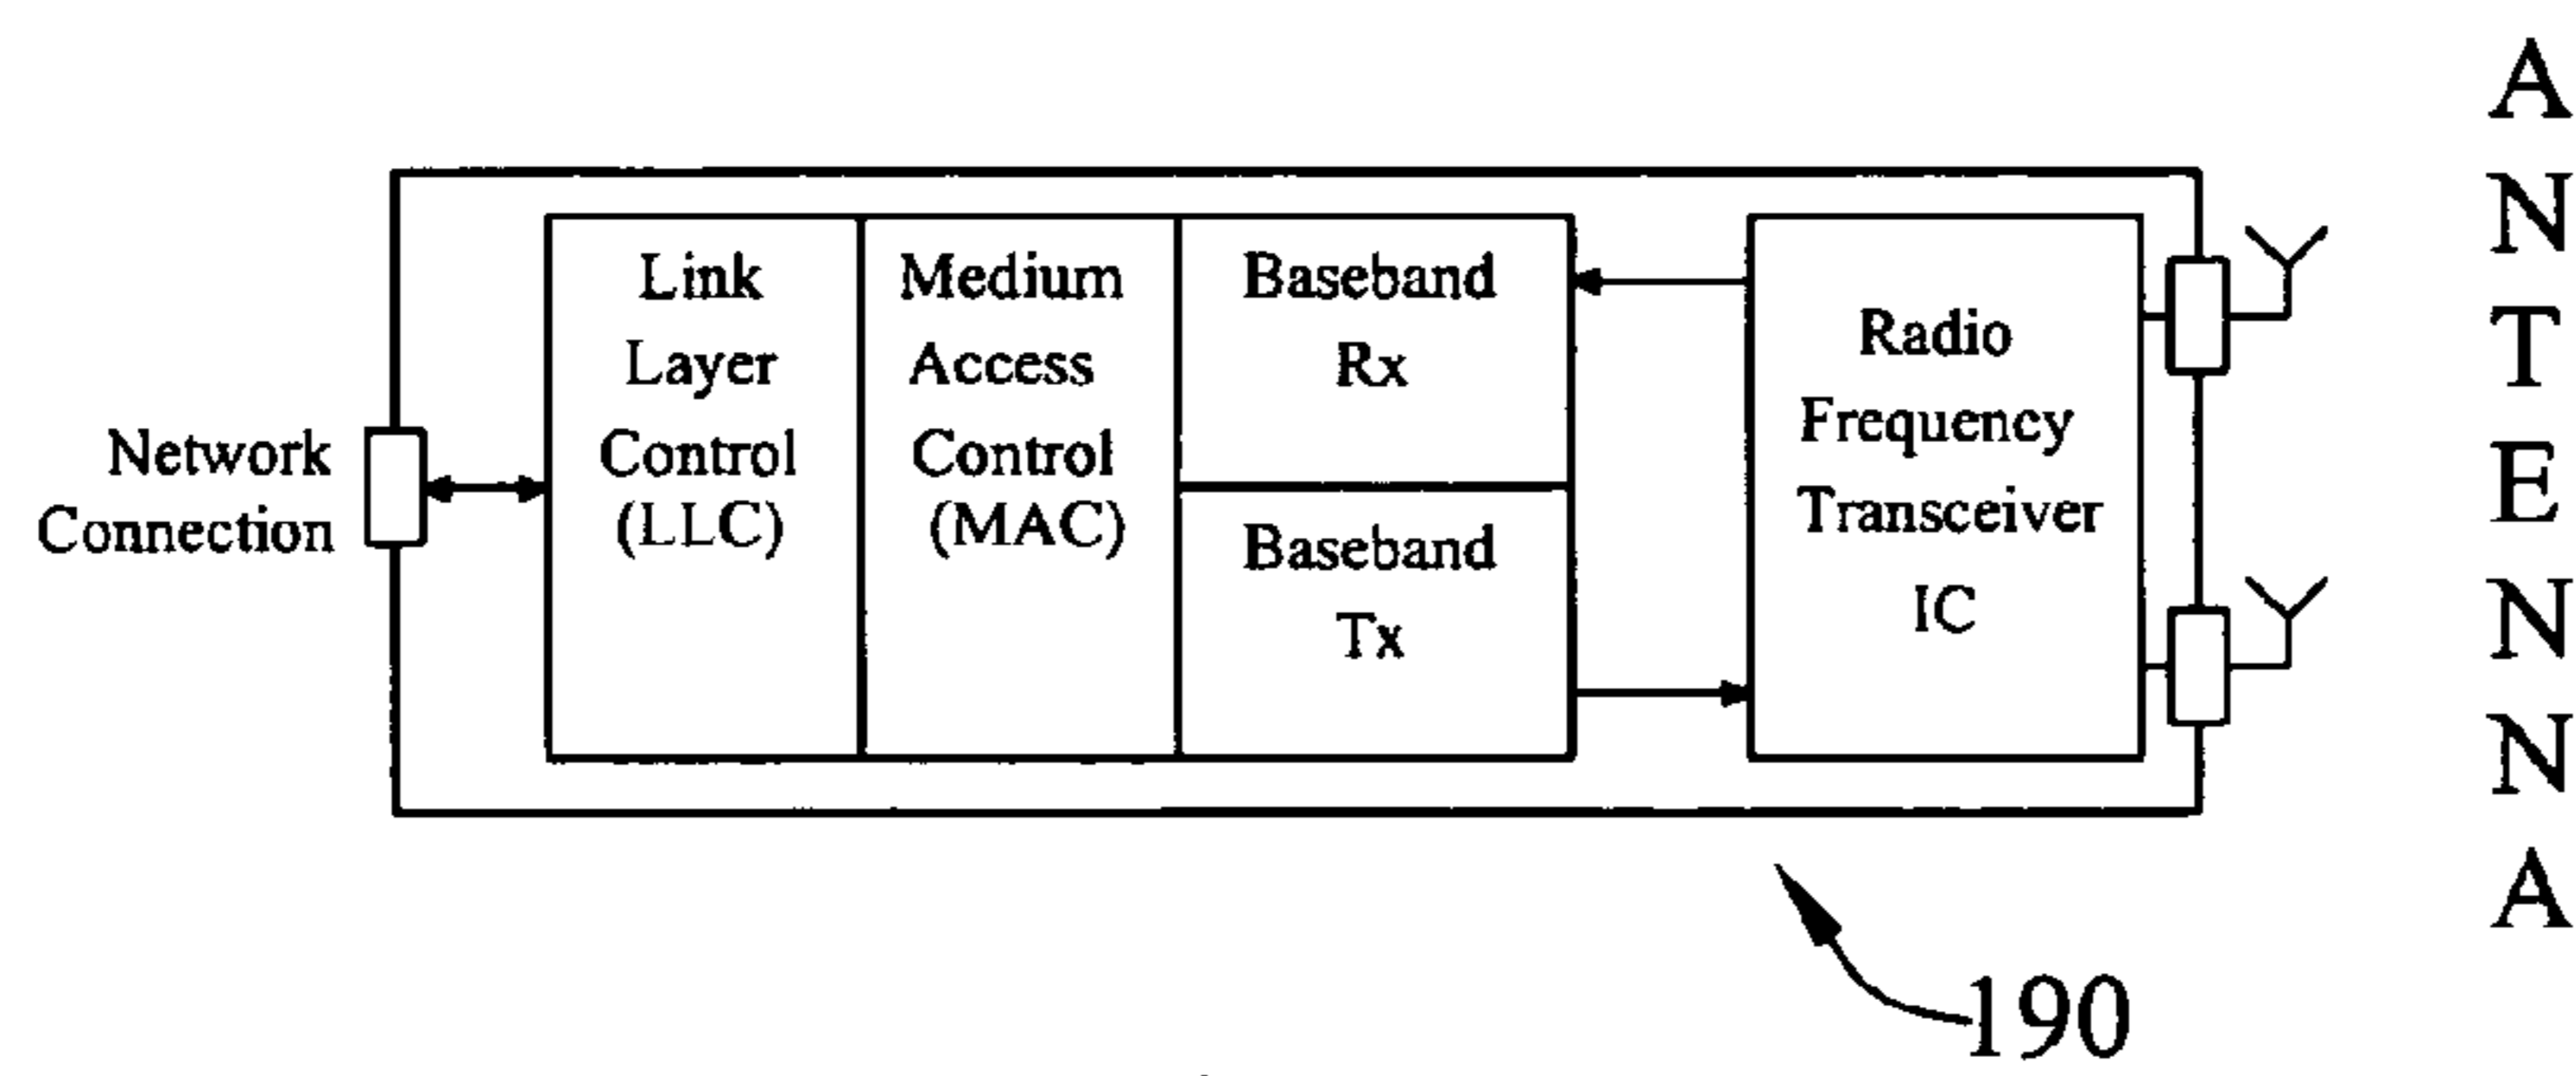 Network
Connection
Link
Layer
Control
(LLC)
Medium
Access
Control
(MAC)
Baseband
Rx
Baseband
Tx
Radio
Frequency
Transceiver
IC
A
N
T
E
N
N
A
190